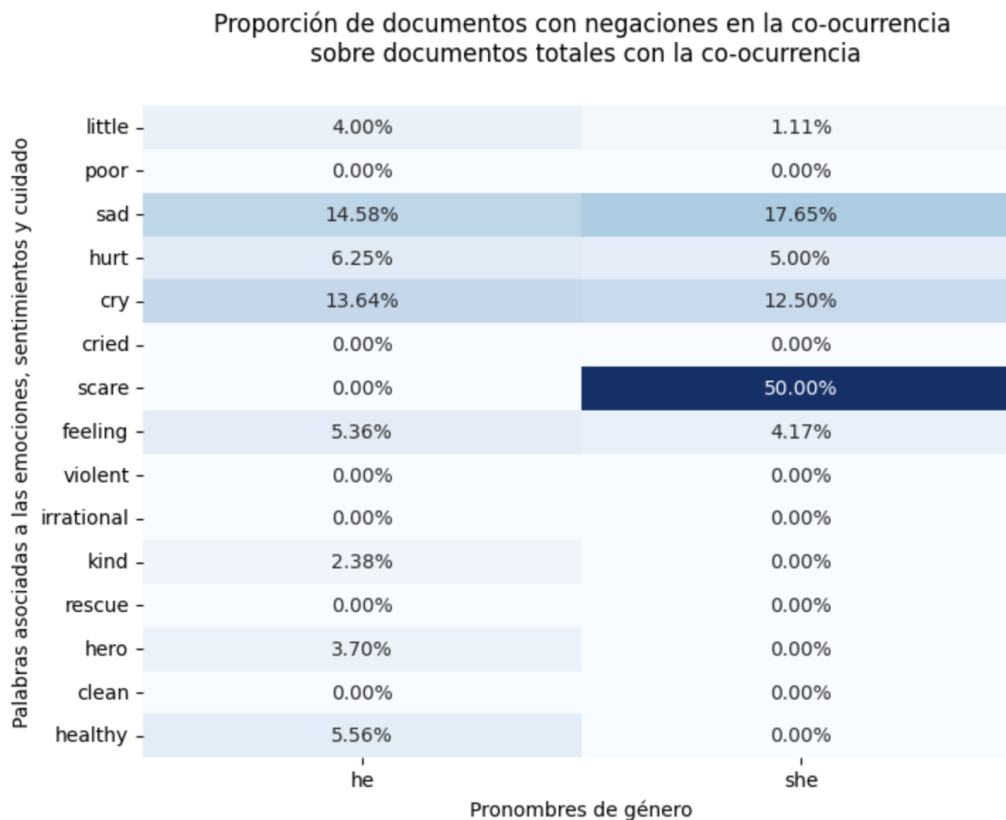 Proporción de documentos con negaciones en la co-ocurrencia
sobre documentos totales con la co-ocurrencia
Palabras asociadas a las emociones, sentimientos y cuidado
little 4.00% 1.11%
poor 0.00% 0.00%
sad 14.58% 17.65%
hurt 6.25% 5.00%
cry 13.64% 12.50%
cried 0.00% 0.00%
scare 0.00% 50.00%
feeling 5.36% 4.17%
violent 0.00% 0.00%
irrational 0.00% 0.00%
kind 2.38% 0.00%
rescue 0.00% 0.00%
hero 3.70% 0.00%
clean 0.00% 0.00%
healthy 5.56% 0.00%
he she
Pronombres de género